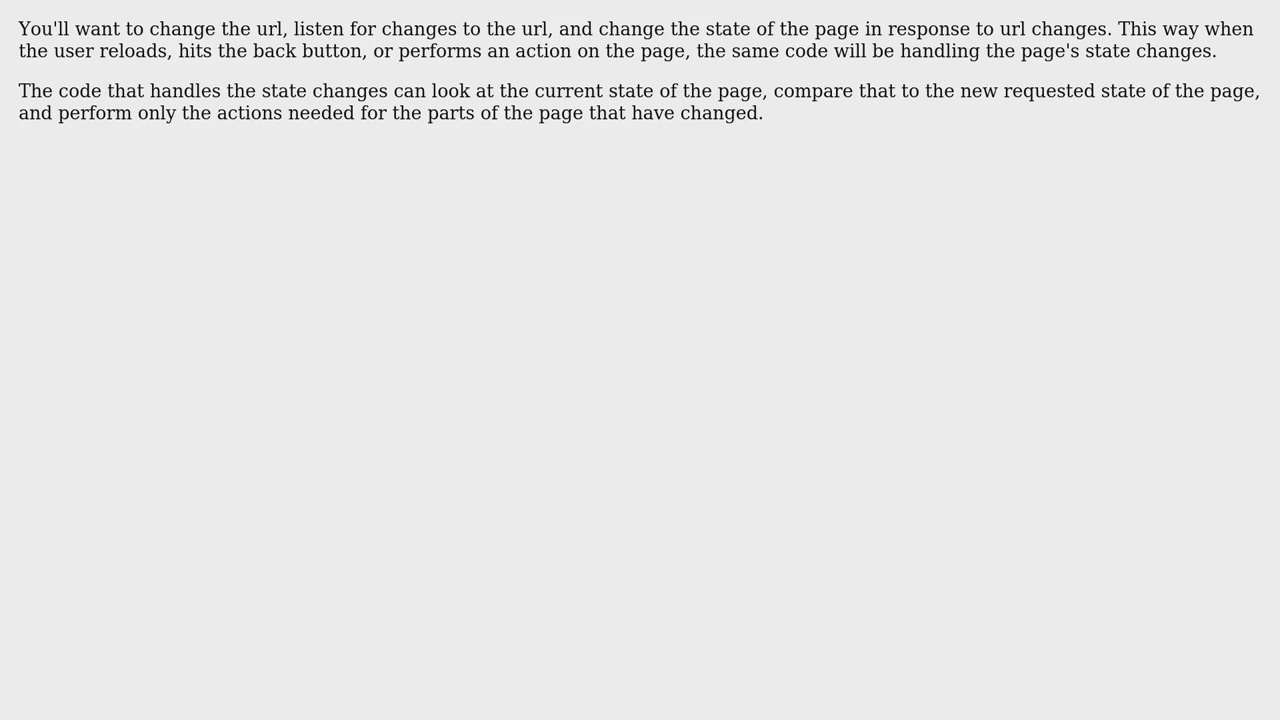 You'll want to change the url, listen for changes to the url, and change the state of the page in response to url changes. This way when
the user reloads, hits the back button, or performs an action on the page, the same code will be handling the page's state changes.
The code that handles the state changes can look at the current state of the page, compare that to the new requested state of the page,
and perform only the actions needed for the parts of the page that have changed.